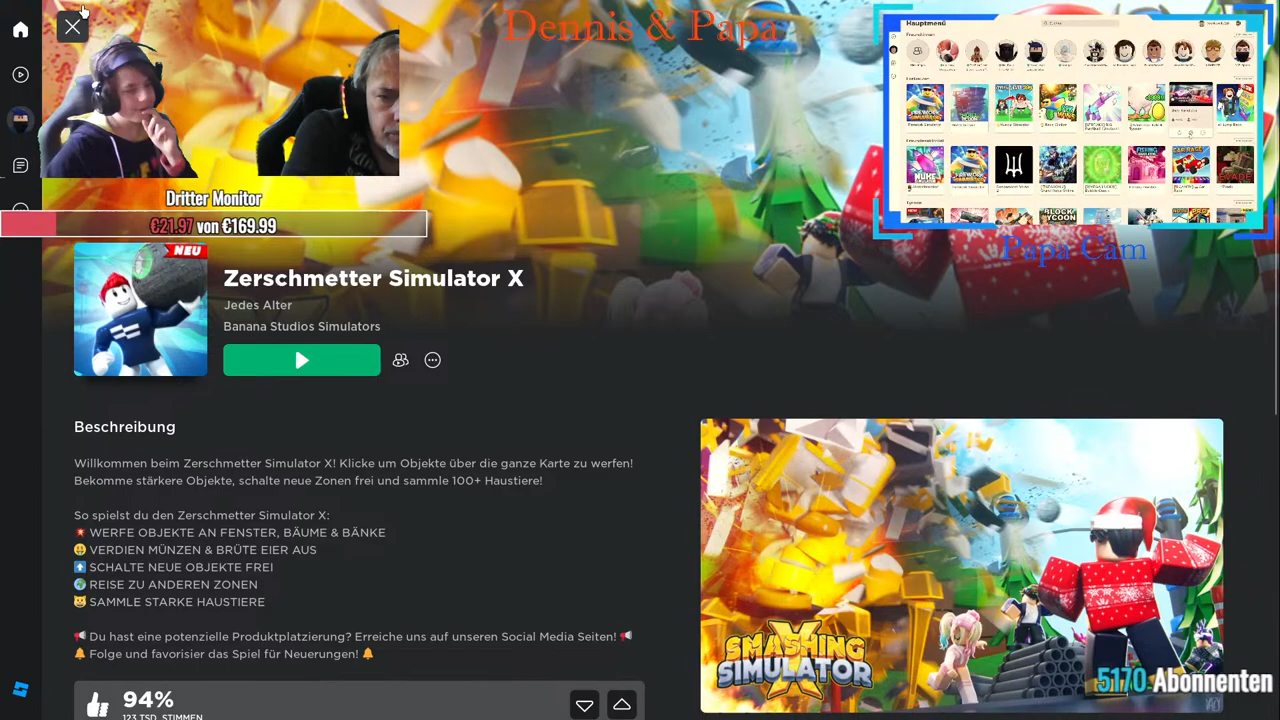 Dennis & Papa
Hauptmenü
Papa Cam
Dritter Monitor
€21.97 von €169.99
NEU
Zerschmetter Simulator X
Jedes Alter
Banana Studios Simulators
Beschreibung
Willkommen beim Zerschmetter Simulator X! Klicke um Objekte über die ganze Karte zu werfen!
Bekomme stärkere Objekte, schalte neue Zonen frei und sammle 100+ Haustiere!
So spielst du den Zerschmetter Simulator X:
💥 WERFE OBJEKTE AN FENSTER, BÄUME & BÄNKE
🤑 VERDIEN MÜNZEN & BRÜTE EIER AUS
⬆️ SCHALTE NEUE OBJEKTE FREI
🌍 REISE ZU ANDEREN ZONEN
😺 SAMMLE STARKE HAUSTIERE
📢 Du hast eine potenzielle Produktplatzierung? Erreiche uns auf unseren Social Media Seiten! 📢
🔔 Folge und favorisier das Spiel für Neuerungen! 🔔
SMASHING
SIMULATOR
X
5170 Abonnenten
94%
123 TSD. STIMMEN